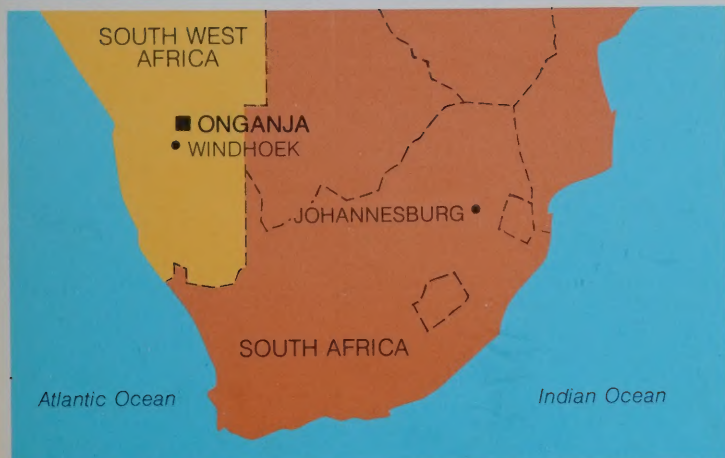 SOUTH WEST
AFRICA
ONGANJA
WINDHOEK
JOHANNESBURG
SOUTH AFRICA
Atlantic Ocean
Indian Ocean